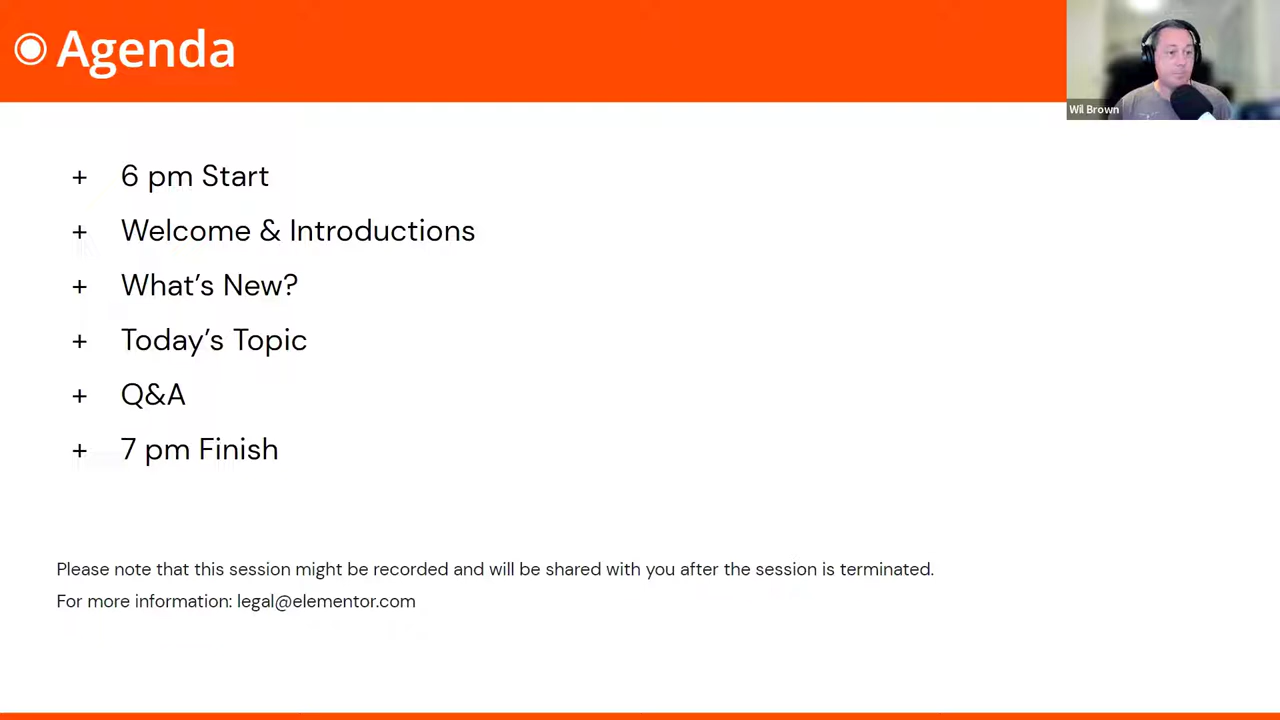 Agenda
Wil Brown
+ 6 pm Start
+ Welcome & Introductions
+ What's New?
+ Today's Topic
+ Q&A
+ 7 pm Finish
Please note that this session might be recorded and will be shared with you after the session is terminated.
For more information: legal@elementor.com